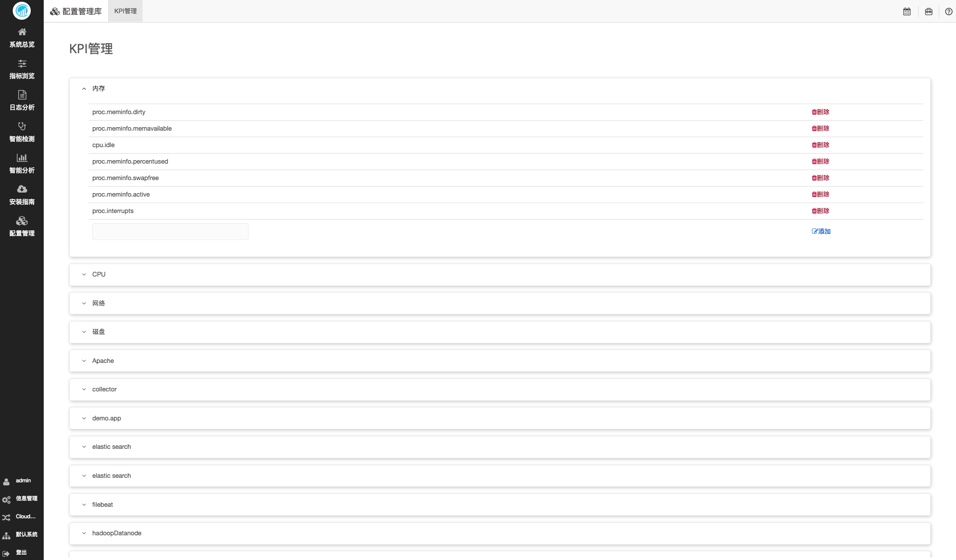 配置管理库 KPI管理
系统总览
指标浏览
日志分析
智能检测
智能分析
安装指南
配置管理
admin
信息管理
Cloud...
默认系统
登出
KPI管理
内存
proc.meminfo.dirty 删除
proc.meminfo.memavailable 删除
cpu.idle 删除
proc.meminfo.percentused 删除
proc.meminfo.swapfree 删除
proc.meminfo.active 删除
proc.interrupts 删除
添加
CPU
网络
磁盘
Apache
collector
demo.app
elastic search
elastic search
filebeat
hadoopDatanode